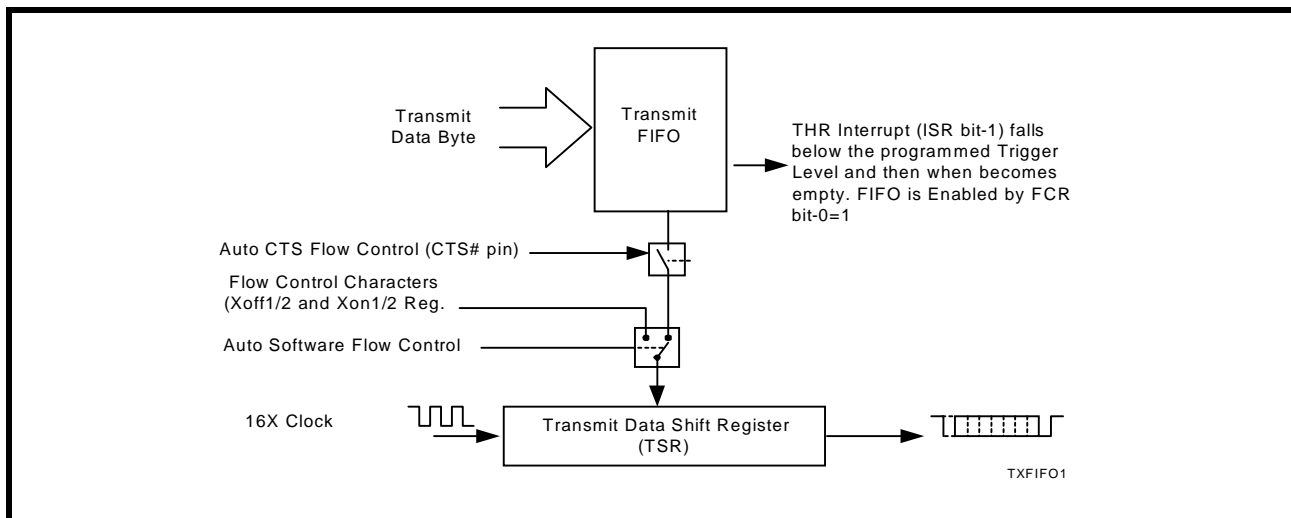 Transmit
Data Byte
Transmit
FIFO
THR Interrupt (ISR bit-1) falls
below the programmed Trigger
Level and then when becomes
empty. FIFO is Enabled by FCR
bit-0=1
Auto CTS Flow Control (CTS# pin)
Flow Control Characters
(Xoff1/2 and Xon1/2 Reg.
Auto Software Flow Control
16X Clock
Transmit Data Shift Register
(TSR)
TXFIFO1